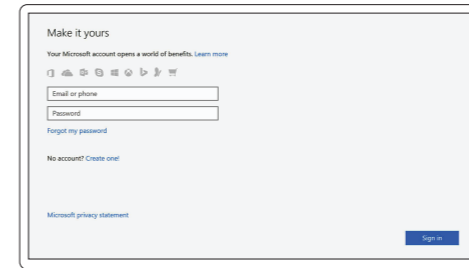 Make it yours
Your Microsoft account opens a world of benefits. Learn more
Email or phone
Password
Forgot my password
No account? Create one!
Microsoft privacy statement
Sign in